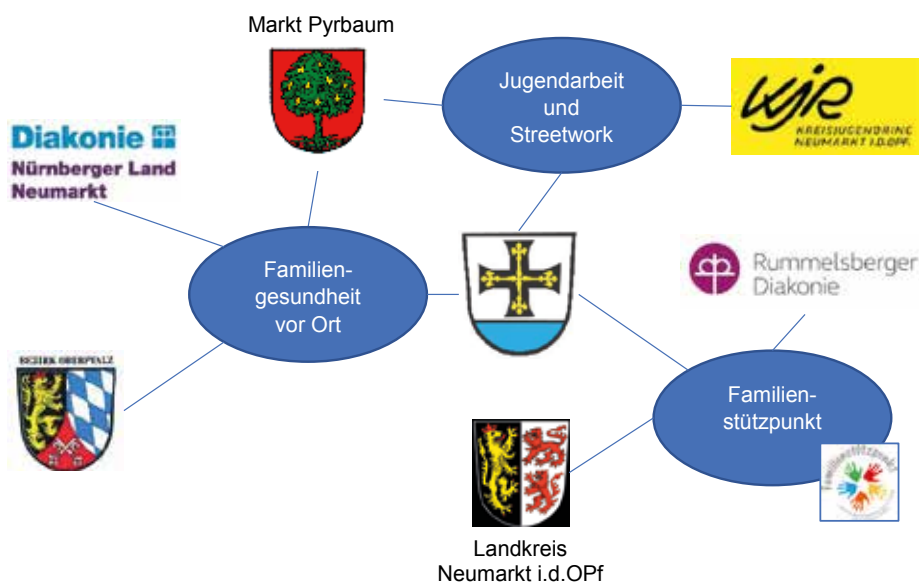 Markt Pyrbaum
Jugendarbeit
und
Streetwork
KJR
KREISJUGENDRING
NEUMARKT I.D.OPF.
Diakonie
Nürnberger Land
Neumarkt
Familien-
gesundheit
vor Ort
Rummelsberger
Diakonie
BEZIRK OBERPFALZ
Familien-
stützpunkt
Familienstützpunkt
Landkreis
Neumarkt i.d.OPf